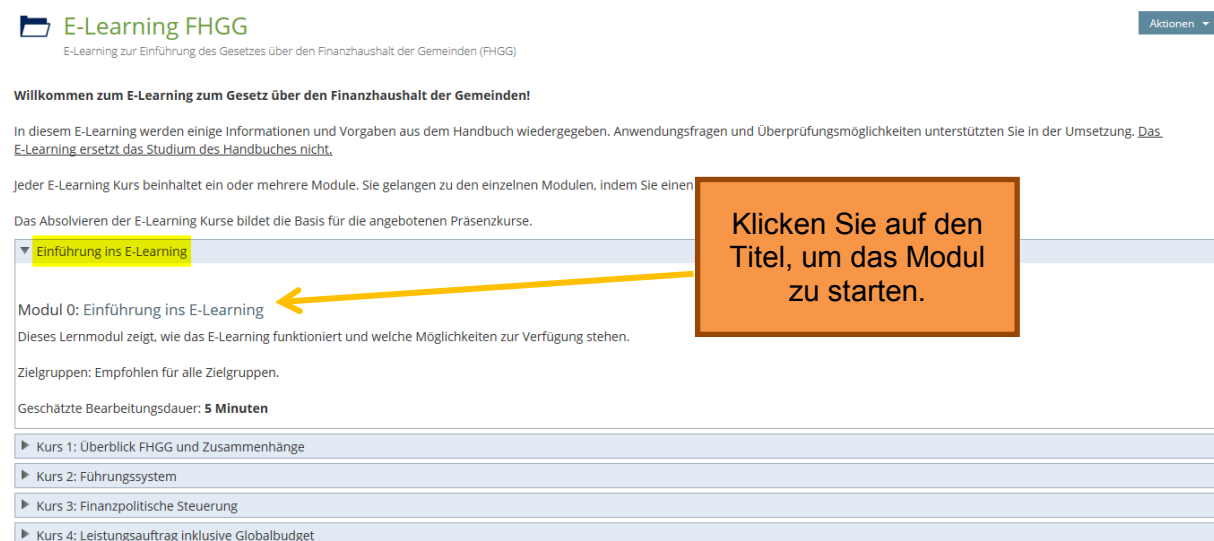 E-Learning FHGG
Aktionen
E-Learning zur Einführung des Gesetzes über den Finanzhaushalt der Gemeinden (FHGG)
Willkommen zum E-Learning zum Gesetz über den Finanzhaushalt der Gemeinden!
In diesem E-Learning werden einige Informationen und Vorgaben aus dem Handbuch wiedergegeben. Anwendungsfragen und Überprüfungsmöglichkeiten unterstützten Sie in der Umsetzung. Das
E-Learning ersetzt das Studium des Handbuches nicht.
Jeder E-Learning Kurs beinhaltet ein oder mehrere Module. Sie gelangen zu den einzelnen Modulen, indem Sie einen
Das Absolvieren der E-Learning Kurse bildet die Basis für die angebotenen Präsenzkurse.
Klicken Sie auf den
Titel, um das Modul
zu starten.
Einführung ins E-Learning
Modul 0: Einführung ins E-Learning
Dieses Lernmodul zeigt, wie das E-Learning funktioniert und welche Möglichkeiten zur Verfügung stehen.
Zielgruppen: Empfohlen für alle Zielgruppen.
Geschätzte Bearbeitungsdauer: 5 Minuten
Kurs 1: Überblick FHGG und Zusammenhänge
Kurs 2: Führungssystem
Kurs 3: Finanzpolitische Steuerung
Kurs 4: Leistungsauftrag inklusive Globalbudget